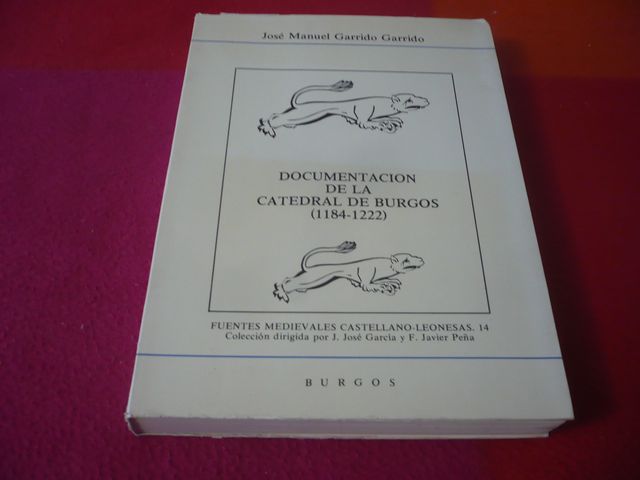 José Manuel Garrido Garrido
DOCUMENTACION
DE LA
CATEDRAL DE BURGOS
(1184-1222)
FUENTES MEDIEVALES CASTELLANO-LEONESAS. 14
Colección dirigida por J. José García y F. Javier Peña
BURGOS